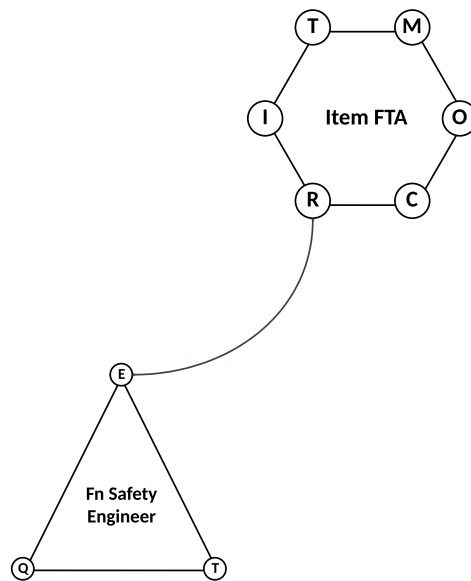 T M
I Item FTA O
R C
E
Fn Safety
Engineer
Q T